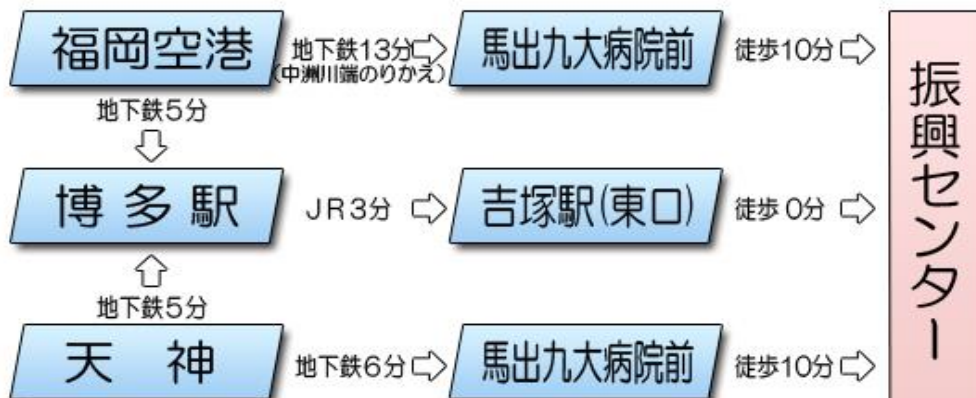 福岡空港
地下鉄13分
(中洲川端のりかえ)
馬出九大病院前
徒歩10分
地下鉄5分
博多駅
JR3分
吉塚駅(東口)
徒歩0分
地下鉄5分
天神
地下鉄6分
馬出九大病院前
徒歩10分
振興センター